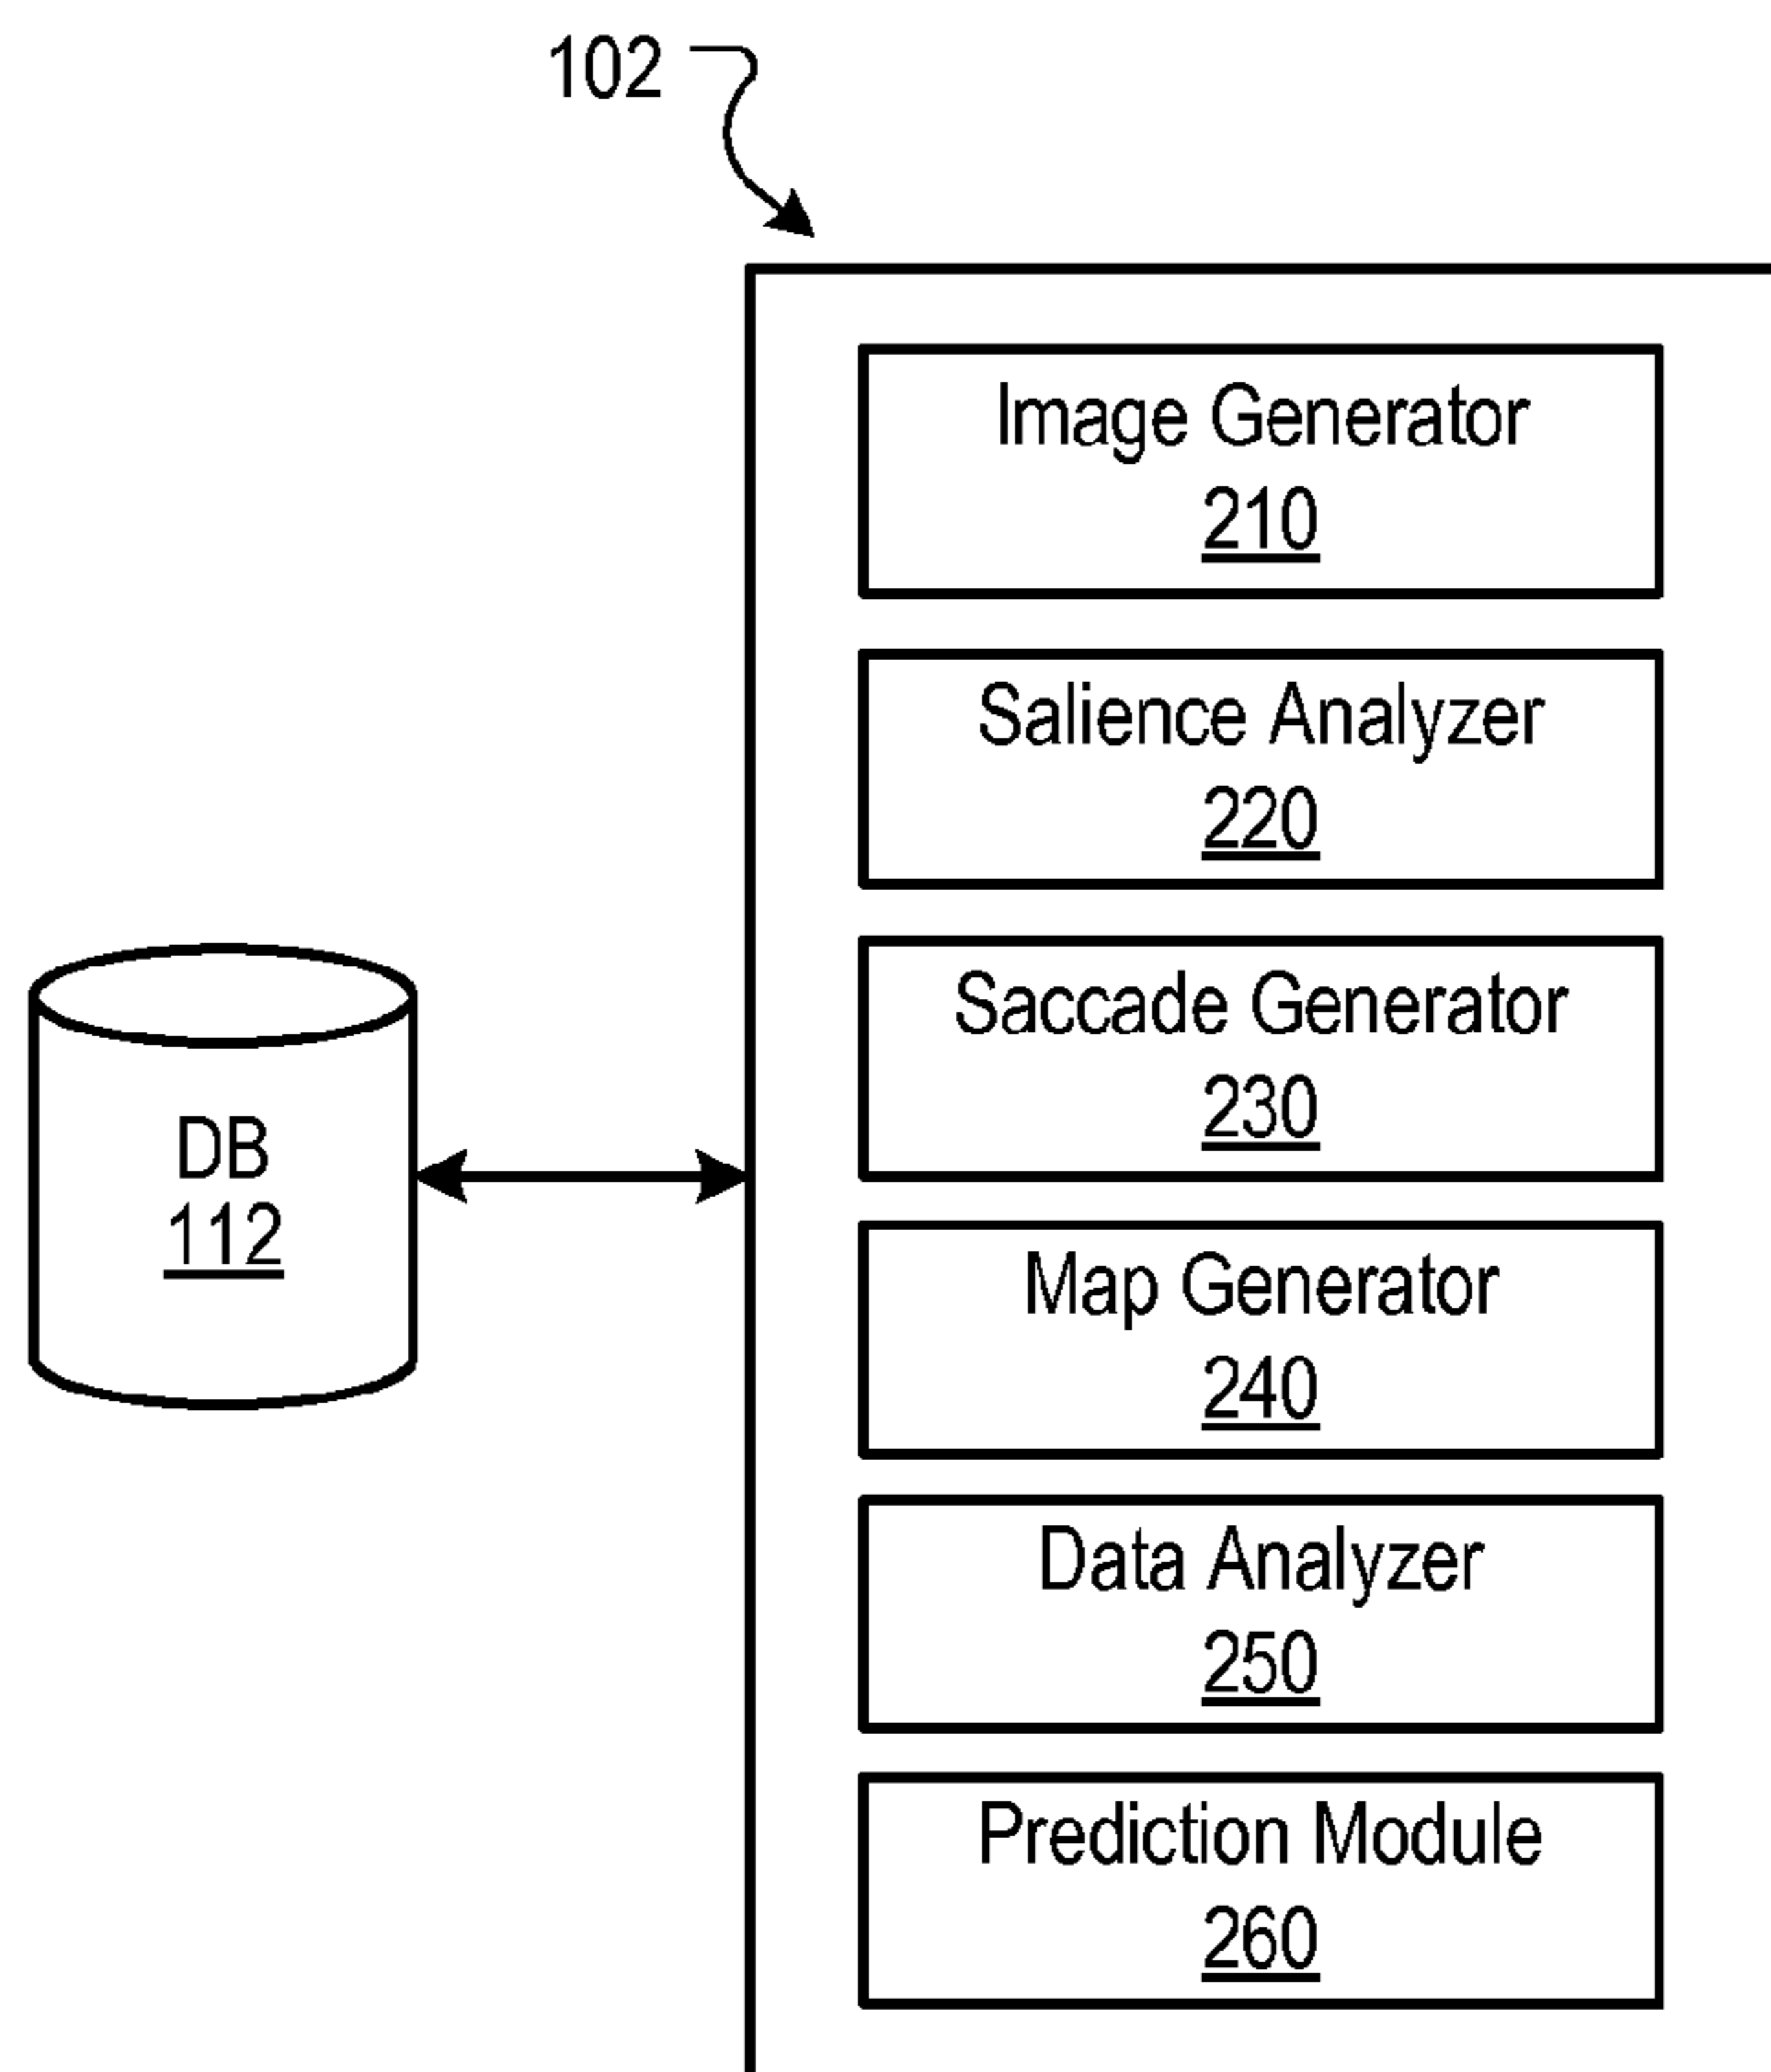 102
Image Generator
210
Salience Analyzer
220
Saccade Generator
230
DB
112
Map Generator
240
Data Analyzer
250
Prediction Module
260